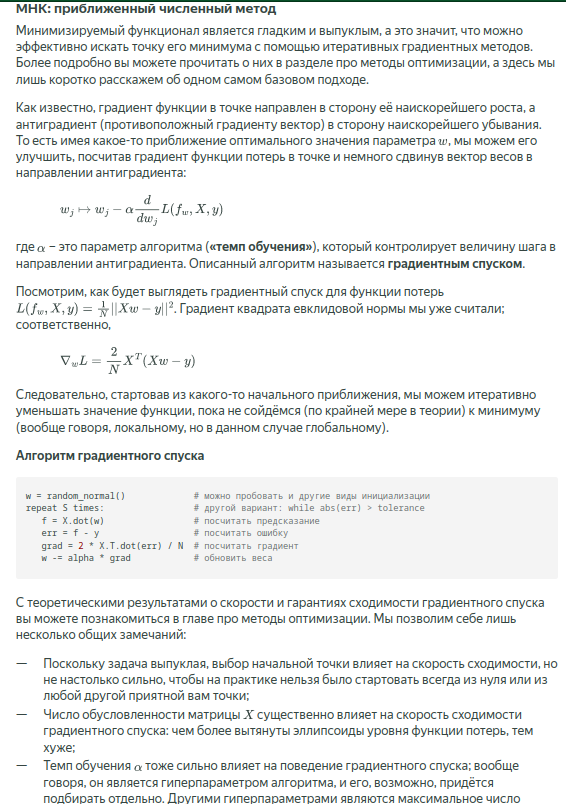 МНК: приближенный численный метод
Минимизируемый функционал является гладким и выпуклым, а это значит, что можно
эффективно искать точку его минимума с помощью итеративных градиентных методов.
Более подробно вы можете прочитать о них в разделе про методы оптимизации, а здесь мы
лишь коротко расскажем об одном самом базовом подходе.
Как известно, градиент функции в точке направлен в сторону её наискорейшего роста, а
антиградиент (противоположный градиенту вектор) в сторону наискорейшего убывания.
То есть имея какое-то приближение оптимального значения параметра w, мы можем его
улучшить, посчитав градиент функции потерь в точке и немного сдвинув вектор весов в
направлении антиградиента:
w_j ↦ w_j − α d/dw_j L(f_w, X, y)
где α – это параметр алгоритма («темп обучения»), который контролирует величину шага в
направлении антиградиента. Описанный алгоритм называется градиентным спуском.
Посмотрим, как будет выглядеть градиентный спуск для функции потерь
L(f_w, X, y) = 1/N ||Xw − y||². Градиент квадрата евклидовой нормы мы уже считали;
соответственно,
∇_w L = 2/N X^T (Xw − y)
Следовательно, стартовав из какого-то начального приближения, мы можем итеративно
уменьшать значение функции, пока не сойдёмся (по крайней мере в теории) к минимуму
(вообще говоря, локальному, но в данном случае глобальному).
Алгоритм градиентного спуска
w = random_normal() # можно пробовать и другие виды инициализации
repeat S times: # другой вариант: while abs(err) > tolerance
f = X.dot(w) # посчитать предсказание
err = f - y # посчитать ошибку
grad = 2 * X.T.dot(err) / N # посчитать градиент
w -= alpha * grad # обновить веса
С теоретическими результатами о скорости и гарантиях сходимости градиентного спуска
вы можете познакомиться в главе про методы оптимизации. Мы позволим себе лишь
несколько общих замечаний:
— Поскольку задача выпуклая, выбор начальной точки влияет на скорость сходимости, но
не настолько сильно, чтобы на практике нельзя было стартовать всегда из нуля или из
любой другой приятной вам точки;
— Число обусловленности матрицы X существенно влияет на скорость сходимости
градиентного спуска: чем более вытянуты эллипсоиды уровня функции потерь, тем
хуже;
— Темп обучения α тоже сильно влияет на поведение градиентного спуска; вообще
говоря, он является гиперпараметром алгоритма, и его, возможно, придётся
подбирать отдельно. Другими гиперпараметрами являются максимальное число